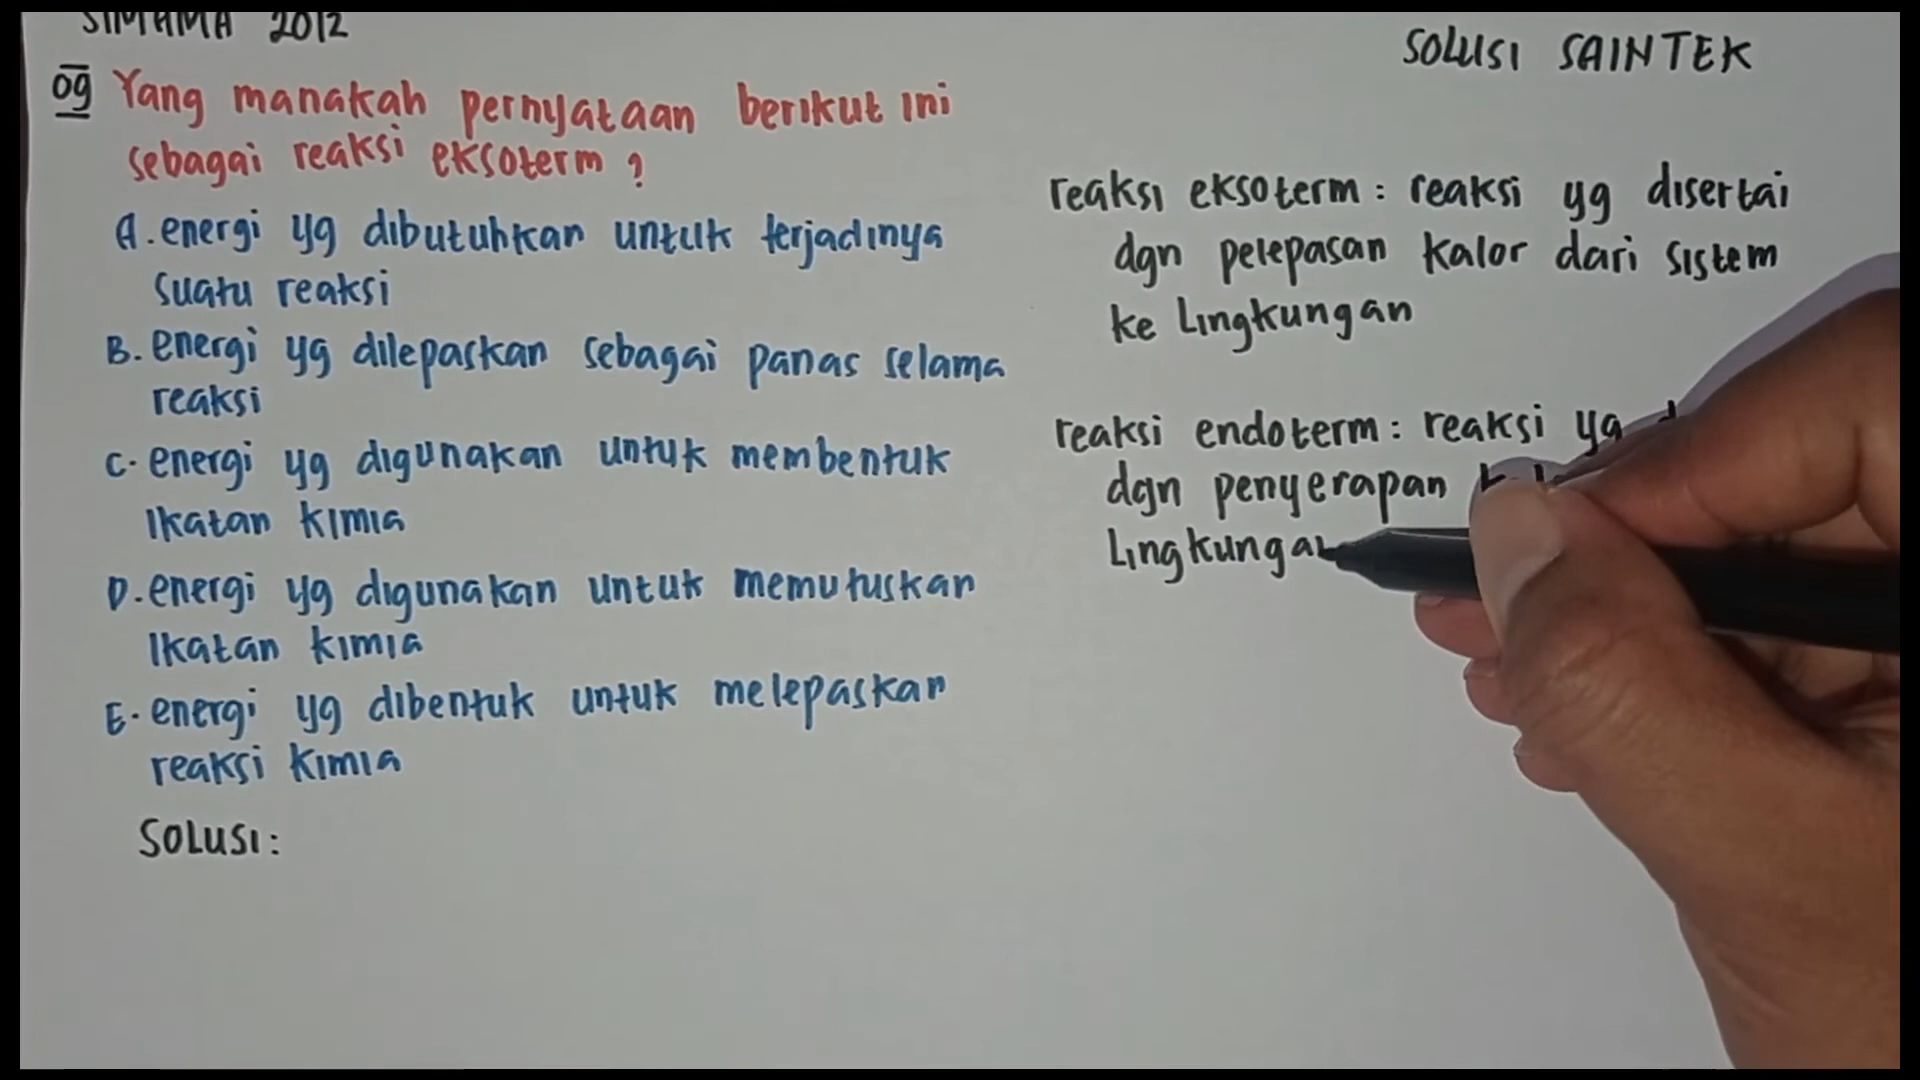 SIMAMA 2012
SOLUSI SAINTEK
09 Yang manakah pernyataan berikut ini
sebagai reaksi eksoterm ?
A. energi yg dibutuhkan untuk terjadinya
suatu reaksi
B. energi yg dilepaskan sebagai panas selama
reaksi
C. energi yg digunakan untuk membentuk
Ikatan kimia
D. energi yg digunakan untuk memutuskan
Ikatan kimia
E. energi yg dibentuk untuk melepaskan
reaksi kimia
SOLUSI:
reaksi eksoterm : reaksi yg disertai
dgn pelepasan kalor dari sistem
ke Lingkungan
reaksi endoterm : reaksi yg
dgn penyerapan